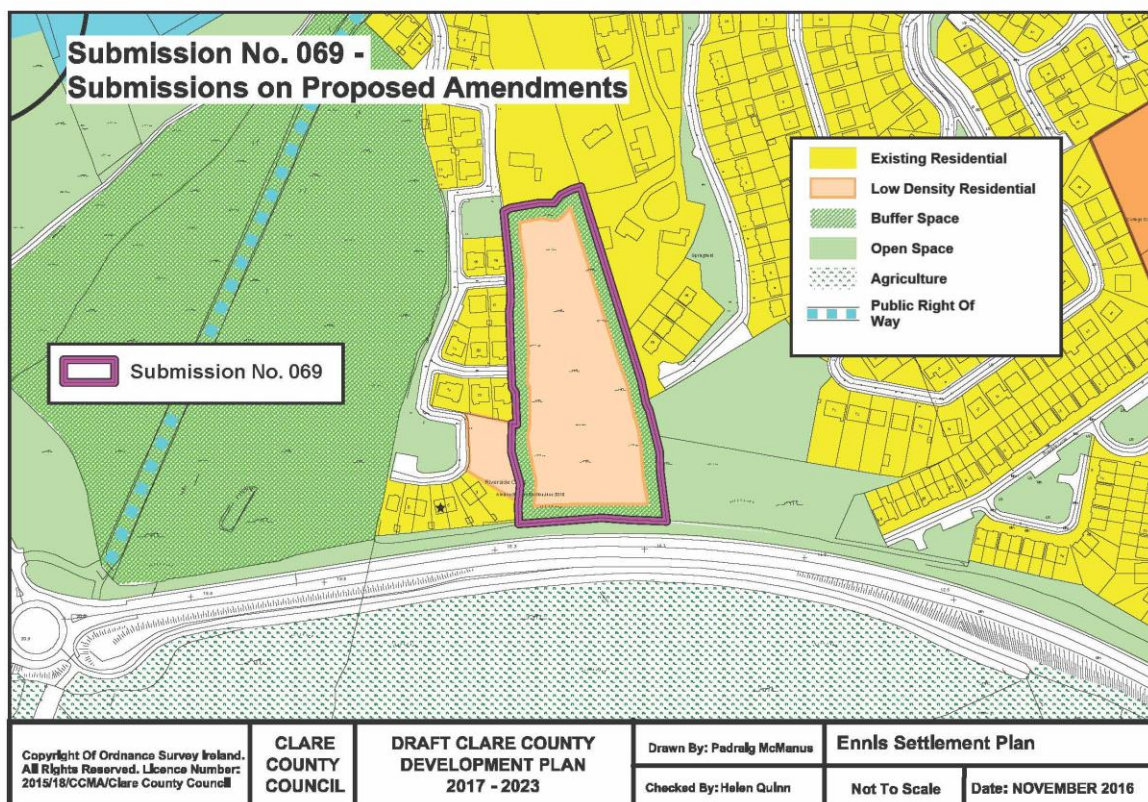 Submission No. 069 -
Submissions on Proposed Amendments
Existing Residential
Low Density Residential
Buffer Space
Open Space
Agriculture
Public Right Of
Way
Submission No. 069
Copyright Of Ordnance Survey Ireland.
All Rights Reserved. Licence Number:
2015/18/CCMA/Clare County Council
CLARE
COUNTY
COUNCIL
DRAFT CLARE COUNTY
DEVELOPMENT PLAN
2017 - 2023
Drawn By: Padraig McManus
Checked By: Helen Quinn
Ennis Settlement Plan
Not To Scale
Date: NOVEMBER 2016